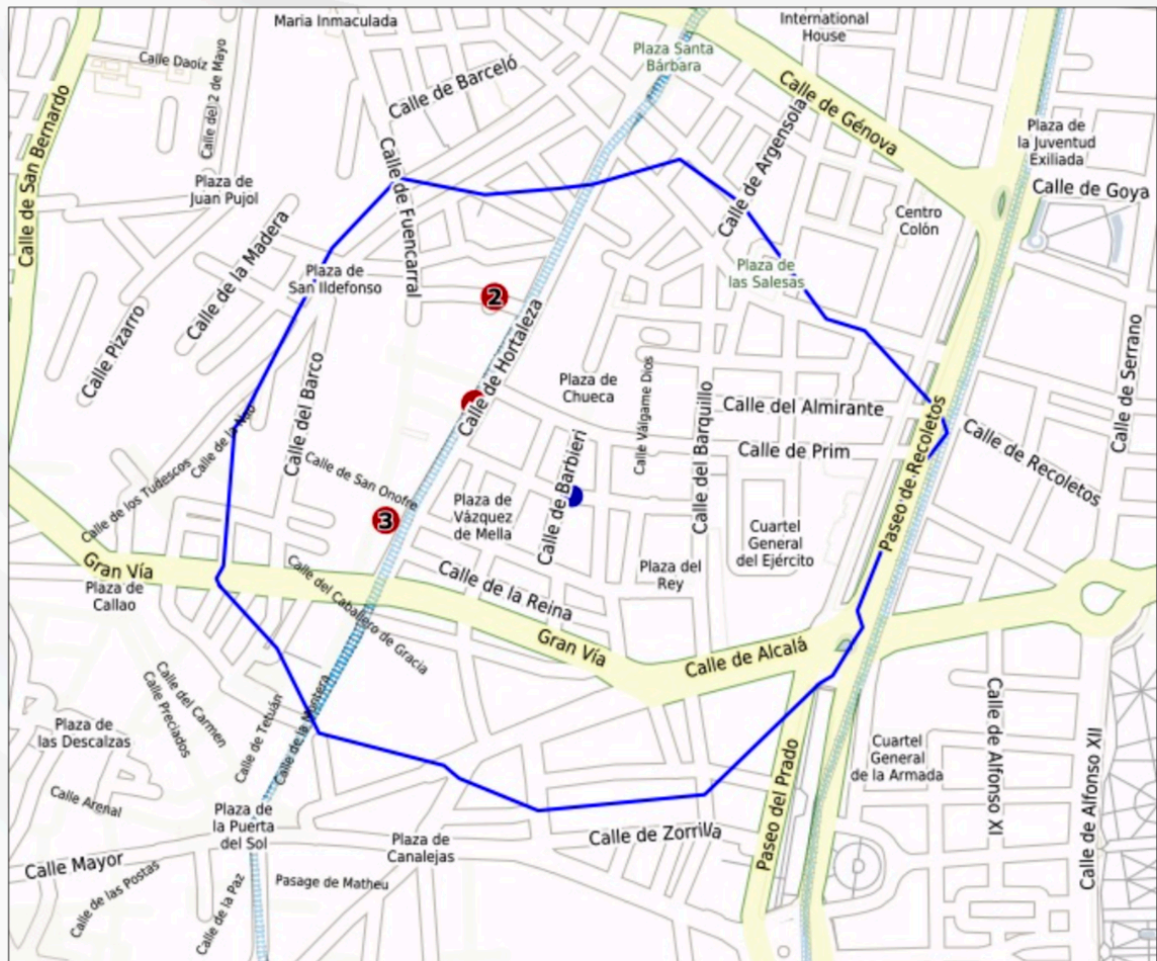 Maria Inmaculada
International
House
Plaza Santa
Bárbara
Calle Daoíz
Calle del 2 de Mayo
Calle de Barceló
Calle de Génova
Calle de San Bernardo
Calle de Argensola
Plaza de
la Juventud
Exiliada
Calle de Fuencarral
Plaza de
Juan Pujol
Calle de Goya
Centro
Colón
Calle de la Madera
Plaza de
San Ildefonso
Plaza de
las Salesas
2
Calle Pizarro
Calle de Hortaleza
Calle de Serrano
Calle del Barco
Plaza de
Chueca
Calle Válgame Dios
Calle del Barquillo
Calle del Almirante
Calle de la Nao
Calle de Prim
Paseo de Recoletos
Calle de Recoletos
Calle de los Tudescos
Calle de San Onofre
Plaza de
Vázquez
de Mella
Calle de Barbieri
3
Cuartel
General
del Ejército
Gran Vía
Plaza de
Callao
Calle del Caballero de Gracia
Calle de la Reina
Plaza del
Rey
Gran Vía
Calle de Alcalá
Calle del Carmen
Calle Preciados
Calle de Tetuán
Calle de la Montera
Plaza de
las Descalzas
Cuartel
General
de la Armada
Calle de Alfonso XI
Calle de Alfonso XII
Calle Arenal
Plaza de
la Puerta
del Sol
Paseo del Prado
Plaza de
Canalejas
Calle de Zorrilla
Calle Mayor
Calle de las Postas
Calle de la Paz
Pasage de Matheu